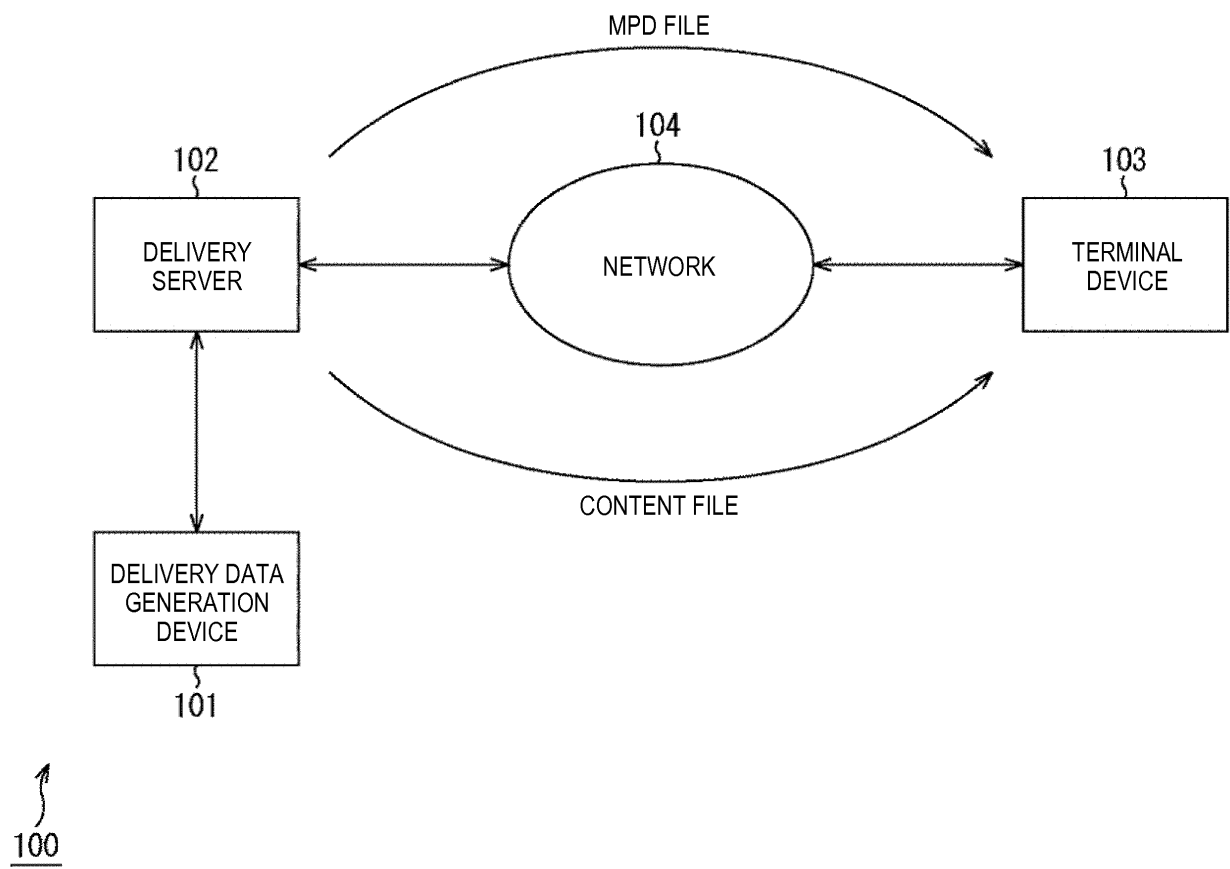 MPD FILE
104
102
103
DELIVERY
SERVER
NETWORK
TERMINAL
DEVICE
CONTENT FILE
DELIVERY DATA
GENERATION
DEVICE
101
100